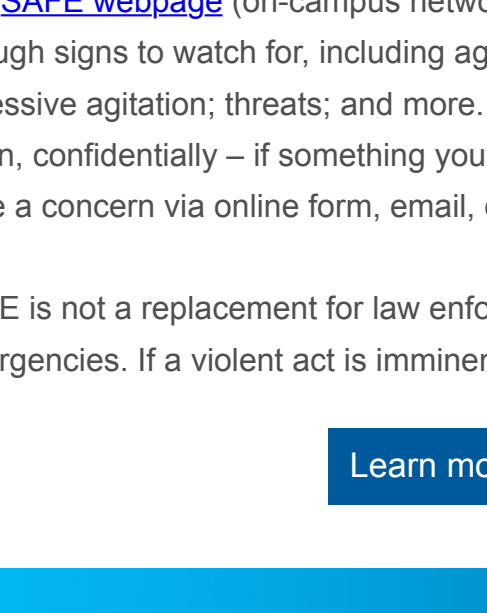 SAFE webpage (on-campus netwo
ugh signs to watch for, including ag
essive agitation; threats; and more.
n, confidentially – if something you
e a concern via online form, email,
E is not a replacement for law enfo
rgencies. If a violent act is imminen
Learn mo